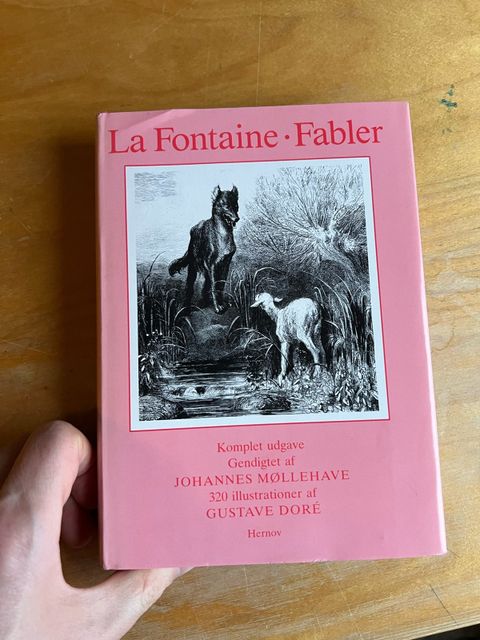 La Fontaine · Fabler
Komplet udgave
Gendigtet af
JOHANNES MØLLEHAVE
320 illustrationer af
GUSTAVE DORÉ
Hernov